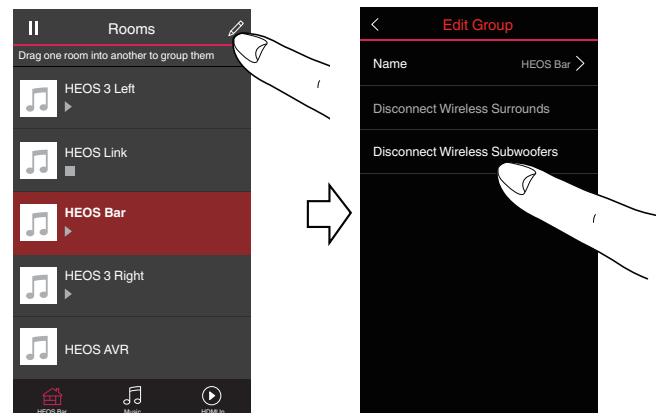 Rooms
Drag one room into another to group them
HEOS 3 Left
HEOS Link
HEOS Bar
HEOS 3 Right
HEOS AVR
HEOS Bar
Music
HDMI In
Edit Group
Name
HEOS Bar
Disconnect Wireless Surrounds
Disconnect Wireless Subwoofers